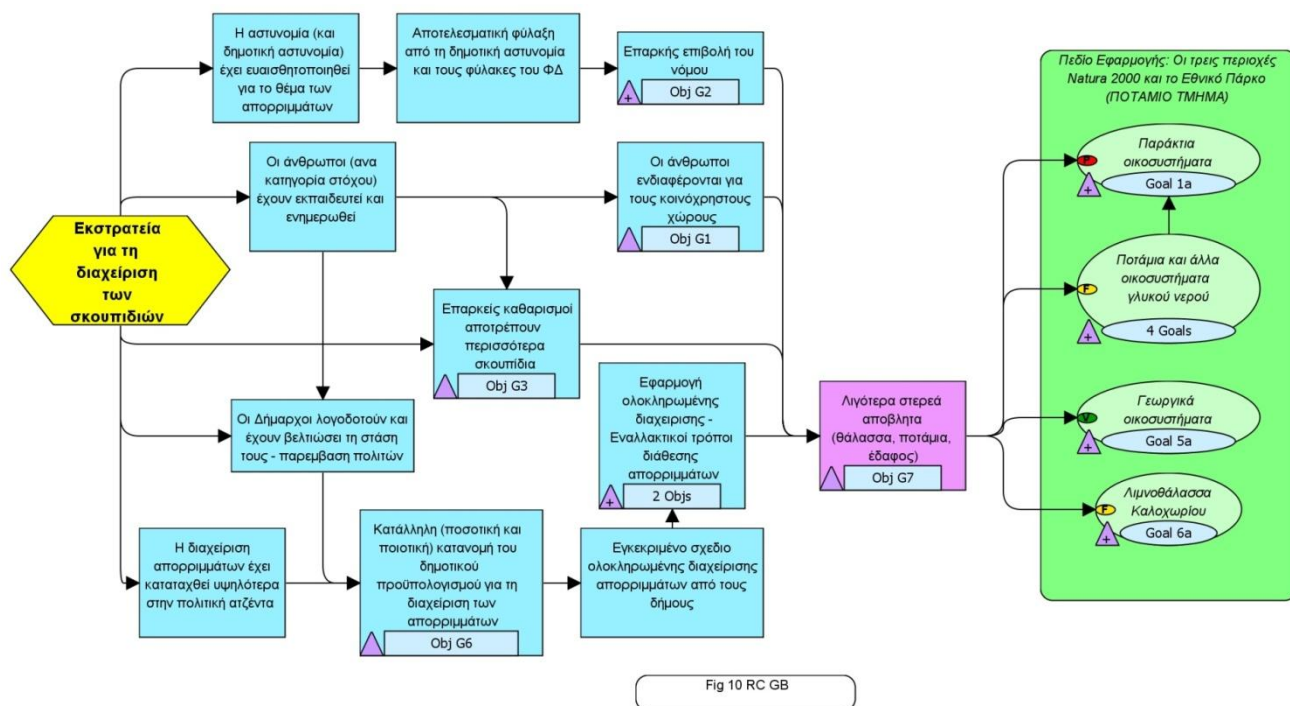 Εκστρατεία
για τη
διαχείριση
των
σκουπιδιών
Η αστυνομία (και
δημοτική αστυνομία)
έχει ευαισθητοποιηθεί
για το θέμα των
απορριμμάτων
Αποτελεσματική φύλαξη
από τη δημοτική αστυνομία
και τους φύλακες του ΦΔ
Επαρκής επιβολή του
νόμου
+
Obj G2
Οι άνθρωποι (ανα
κατηγορία στόχου)
έχουν εκπαιδευτεί και
ενημερωθεί
Οι άνθρωποι
ενδιαφέρονται για
τους κοινόχρηστους
χώρους
Obj G1
Επαρκείς καθαρισμοί
αποτρέπουν
περισσότερα
σκουπίδια
Obj G3
Οι Δήμαρχοι λογοδοτούν και
έχουν βελτιώσει τη στάση
τους - παρεμβαση πολιτών
Εφαρμογή
ολοκληρωμένης
διαχειρισης -
Εναλλακτικοί τρόποι
διάθεσης
απορριμμάτων
+
2 Objs
Η διαχείριση
απορριμμάτων έχει
καταταχθεί υψηλότερα
στην πολιτική ατζέντα
Κατάλληλη (ποσοτική και
ποιοτική) κατανομή του
δημοτικού
προϋπολογισμού για τη
διαχείριση των
απορριμμάτων
Obj G6
Εγκεκριμένο σχεδιο
ολοκληρωμένης διαχείρισης
απορριμμάτων από τους
δήμους
Λιγότερα στερεά
αποβλητα
(θάλασσα, ποτάμια,
έδαφος)
Obj G7
Πεδίο Εφαρμογής: Οι τρεις περιοχές
Natura 2000 και το Εθνικό Πάρκο
(ΠΟΤΑΜΙΟ ΤΜΗΜΑ)
Παράκτια
οικοσυστήματα
P
+
Goal 1a
Ποτάμια και άλλα
οικοσυστήματα
γλυκού νερού
F
+
4 Goals
Γεωργικά
οικοσυστήματα
V
+
Goal 5a
Λιμνοθάλασσα
Καλοχωρίου
F
+
Goal 6a
Fig 10 RC GB